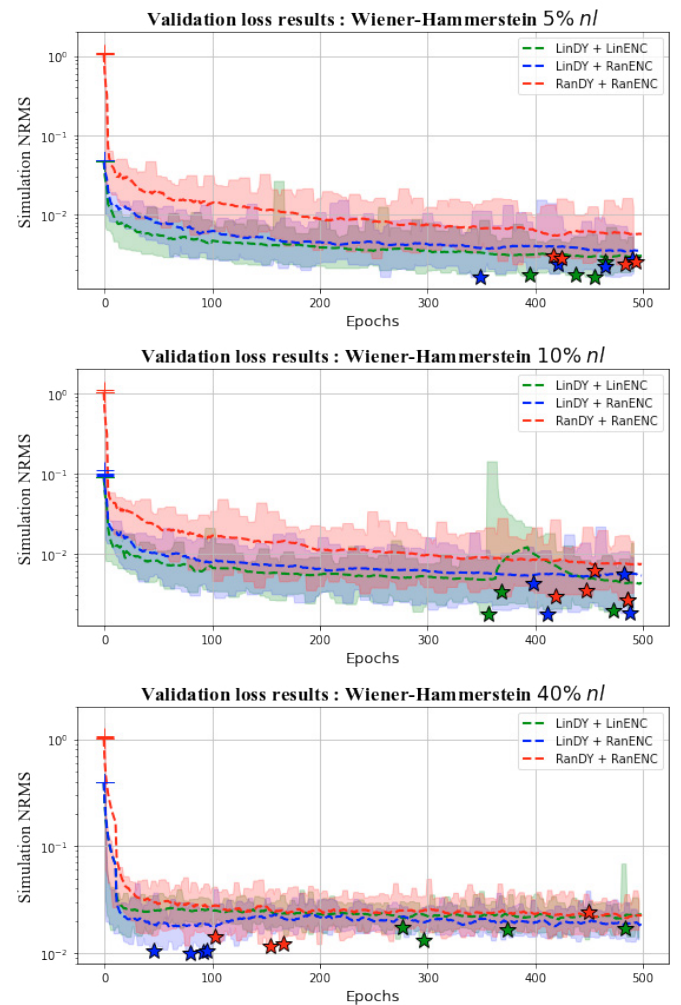 Validation loss results : Wiener-Hammerstein 5% nl
10⁰
10⁻¹
10⁻²
Simulation NRMS
LinDY + LinENC
LinDY + RanENC
RanDY + RanENC
0 100 200 300 400 500
Epochs
Validation loss results : Wiener-Hammerstein 10% nl
10⁰
10⁻¹
10⁻²
Simulation NRMS
LinDY + LinENC
LinDY + RanENC
RanDY + RanENC
0 100 200 300 400 500
Epochs
Validation loss results : Wiener-Hammerstein 40% nl
10⁰
10⁻¹
10⁻²
Simulation NRMS
LinDY + LinENC
LinDY + RanENC
RanDY + RanENC
0 100 200 300 400 500
Epochs